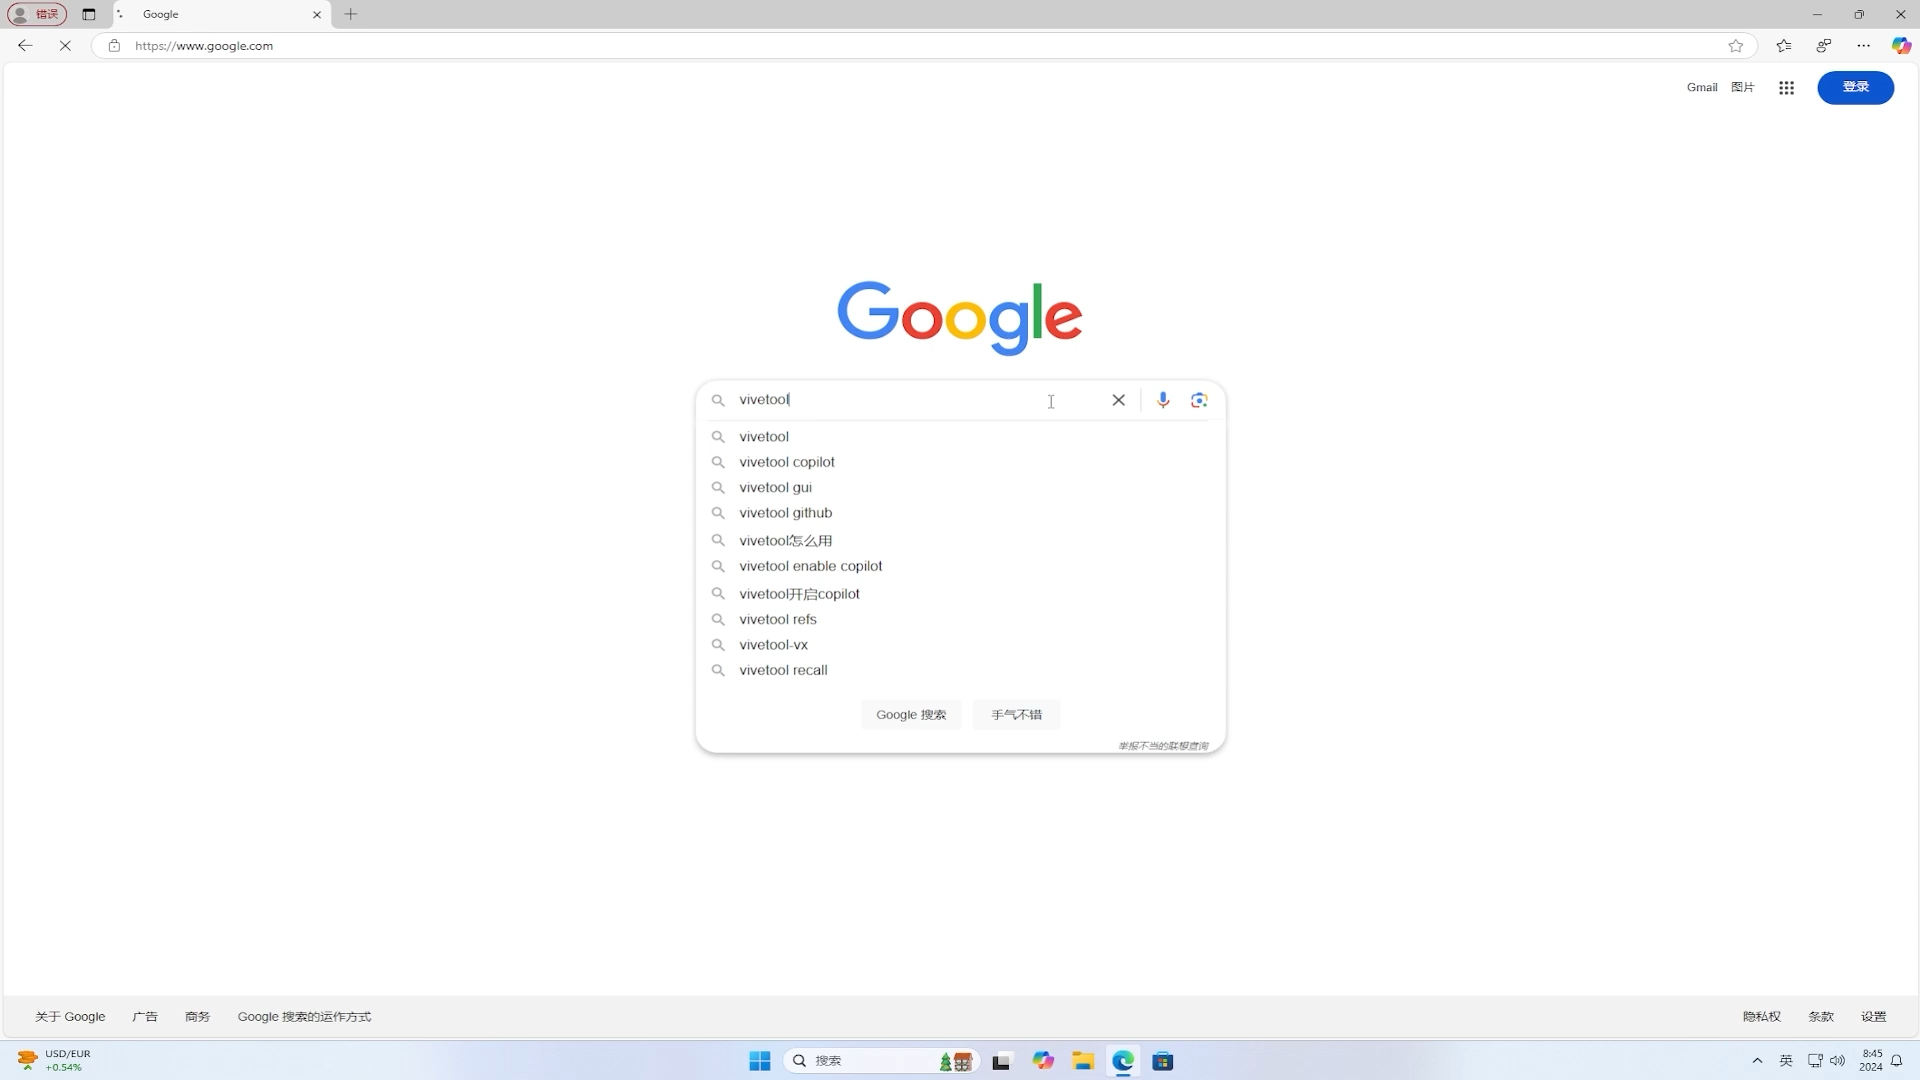 错误
Google
https://www.google.com
Gmail 图片
登录
Google
vivetool
vivetool
vivetool copilot
vivetool gui
vivetool github
vivetool怎么用
vivetool enable copilot
vivetool开启copilot
vivetool refs
vivetool-vx
vivetool recall
Google 搜索 手气不错
举报不当的联想查询
关于 Google 广告 商务 Google 搜索的运作方式 隐私权 条款 设置
USD/EUR
+0.54%
搜索
英
8:45
2024